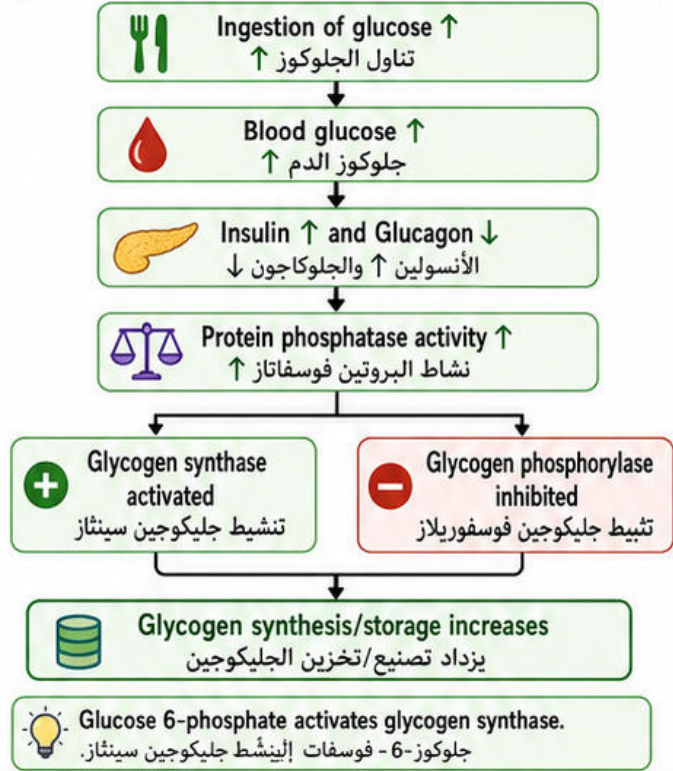 Ingestion of glucose ↑
تناول الجلوكوز ↑
Blood glucose ↑
جلوكوز الدم ↑
Insulin ↑ and Glucagon ↓
الأنسولين ↑ والجلوكاجون ↓
Protein phosphatase activity ↑
نشاط البروتين فوسفاتاز ↑
Glycogen synthase
activated
تنشيط جليكوجين سينثاز
Glycogen phosphorylase
inhibited
تثبيط جليكوجين فوسفوريلاز
Glycogen synthesis/storage increases
يزداد تصنيع/تخزين الجليكوجين
Glucose 6-phosphate activates glycogen synthase.
جلوكوز-6- فوسفات جليكوجين سينثاز.